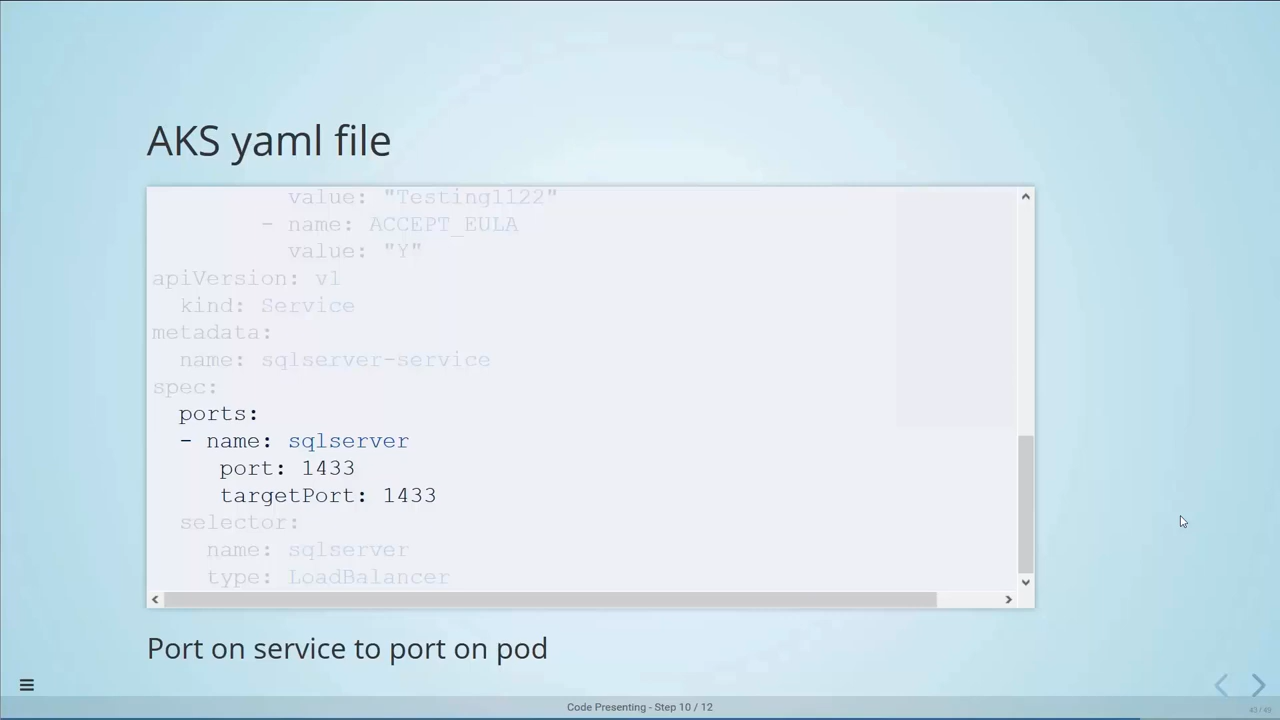 AKS yaml file
value: "Testing1122"
- name: ACCEPT_EULA
value: "Y"
apiVersion: v1
kind: Service
metadata:
name: sqlserver-service
spec:
ports:
- name: sqlserver
port: 1433
targetPort: 1433
selector:
name: sqlserver
type: LoadBalancer
Port on service to port on pod
Code Presenting - Step 10 / 12
43 / 49